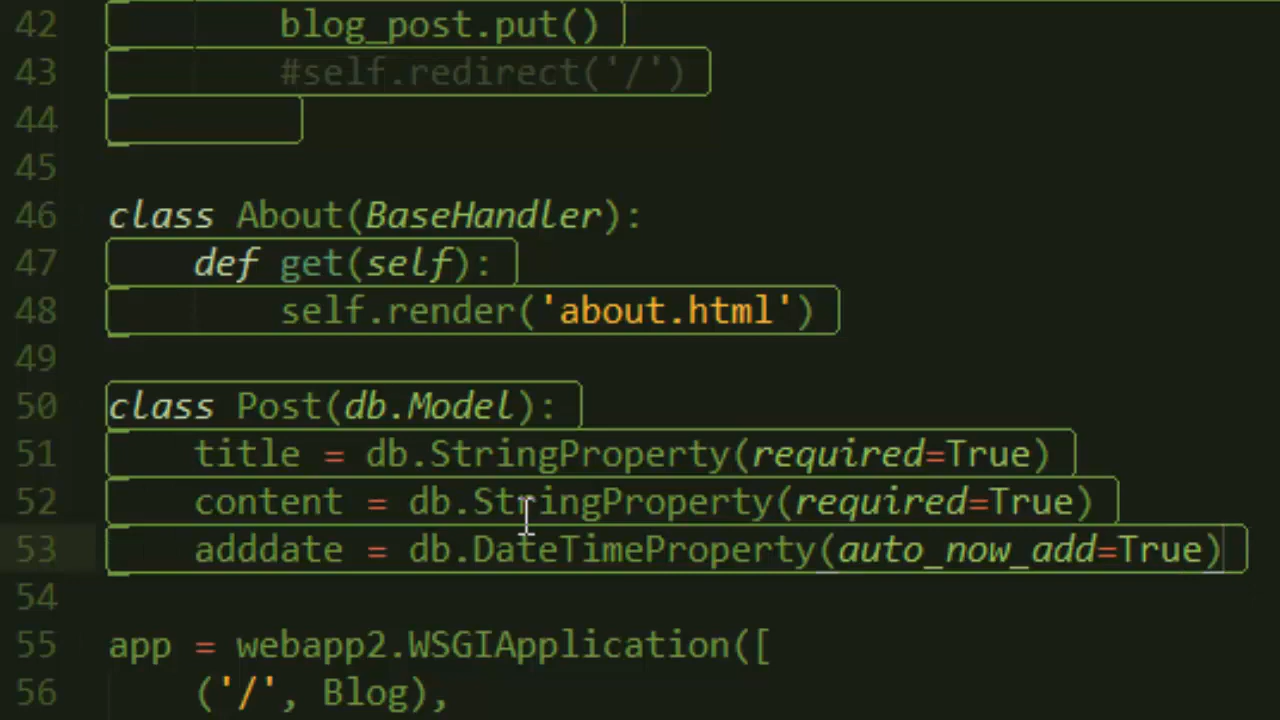 42 blog_post.put()
43 #self.redirect('/')
44
45
46 class About(BaseHandler):
47 def get(self):
48 self.render('about.html')
49
50 class Post(db.Model):
51 title = db.StringProperty(required=True)
52 content = db.StringProperty(required=True)
53 adddate = db.DateTimeProperty(auto_now_add=True)
54
55 app = webapp2.WSGIApplication([
56 ('/', Blog),